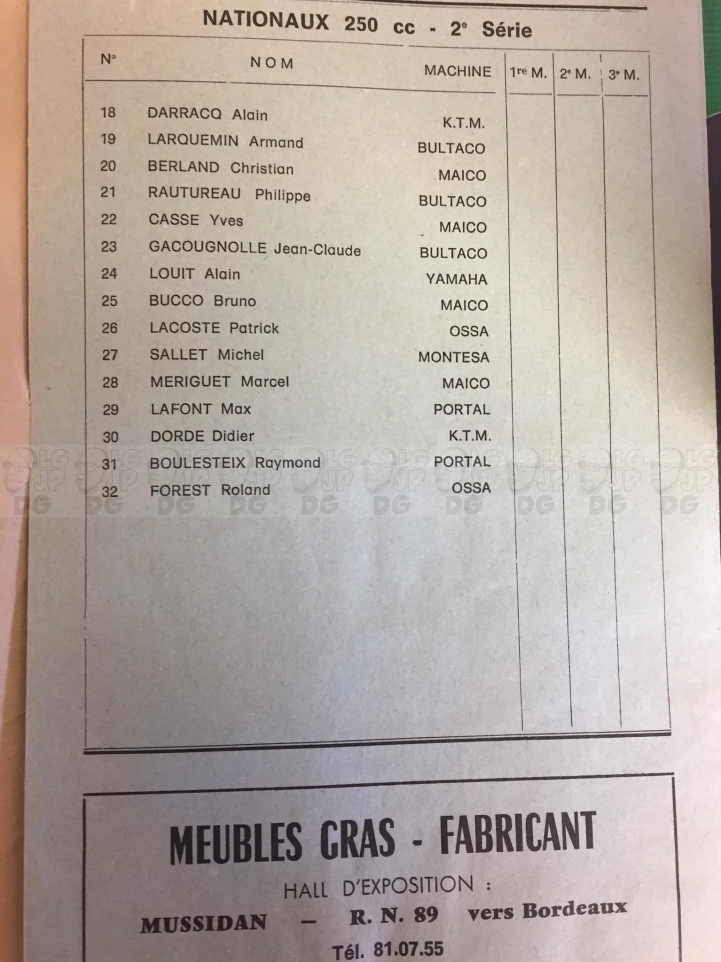 NATIONAUX 250 cc - 2e Série
N° NOM MACHINE 1re M. 2e M. 3e M.
18 DARRACQ Alain K.T.M.
19 LARQUEMIN Armand BULTACO
20 BERLAND Christian MAICO
21 RAUTUREAU Philippe BULTACO
22 CASSE Yves MAICO
23 GACOUGNOLLE Jean-Claude BULTACO
24 LOUIT Alain YAMAHA
25 BUCCO Bruno MAICO
26 LACOSTE Patrick OSSA
27 SALLET Michel MONTESA
28 MERIGUET Marcel MAICO
29 LAFONT Max PORTAL
30 DORDE Didier K.T.M.
31 BOULESTEIX Raymond PORTAL
32 FOREST Roland OSSA
MEUBLES GRAS - FABRICANT
HALL D'EXPOSITION :
MUSSIDAN — R. N. 89 vers Bordeaux
Tél. 81.07.55